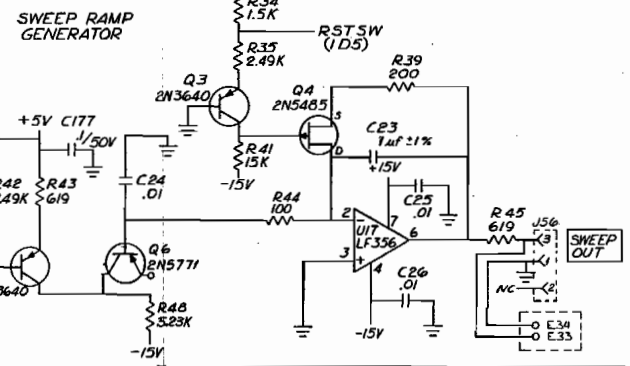 SWEEP RAMP
GENERATOR
R34
1.5K
RSTSW
(1D5)
R35
2.49K
Q3
2N3640
Q4
2N5485
S
D
R39
200
C23
1uf ±1%
+15V
+5V
C177
.1/50V
R41
15K
-15V
C24
.01
R42
.49K
R43
619
R44
100
C25
.01
2
7
U17
LF356
6
3
+
4
R45
619
J56
3
1
NC
2
SWEEP
OUT
Q6
2N5771
3640
C26
.01
-15V
R48
5.23K
-15V
E34
E33